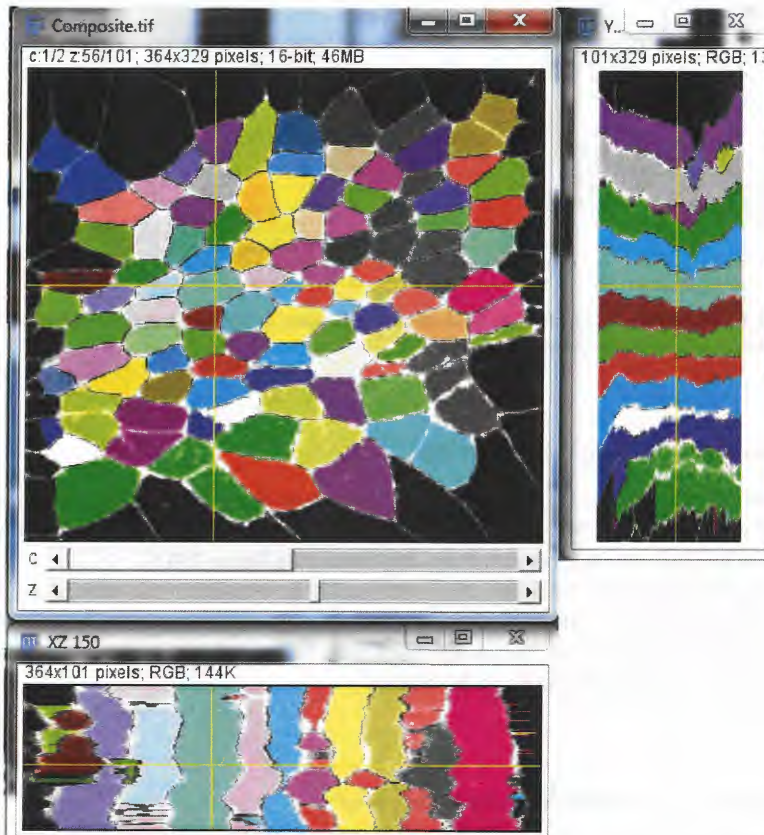 Composite.tif
c:1/2 z:56/101; 364x329 pixels; 16-bit; 46MB
Y..
101x329 pixels; RGB; 13
C
Z
XZ 150
364x101 pixels; RGB; 144K